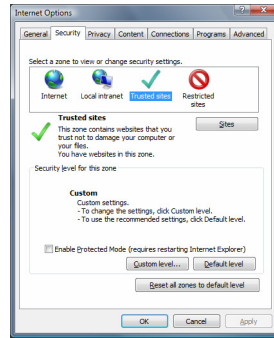 Internet Options
General Security Privacy Content Connections Programs Advanced
Select a zone to view or change security settings.
Internet Local intranet Trusted sites Restricted sites
Trusted sites
Sites
This zone contains websites that you
trust not to damage your computer or
your files.
You have websites in this zone.
Security level for this zone
Custom
Custom settings.
- To change the settings, click Custom level.
- To use the recommended settings, click Default level.
Enable Protected Mode (requires restarting Internet Explorer)
Custom level... Default level
Reset all zones to default level
OK Cancel Apply